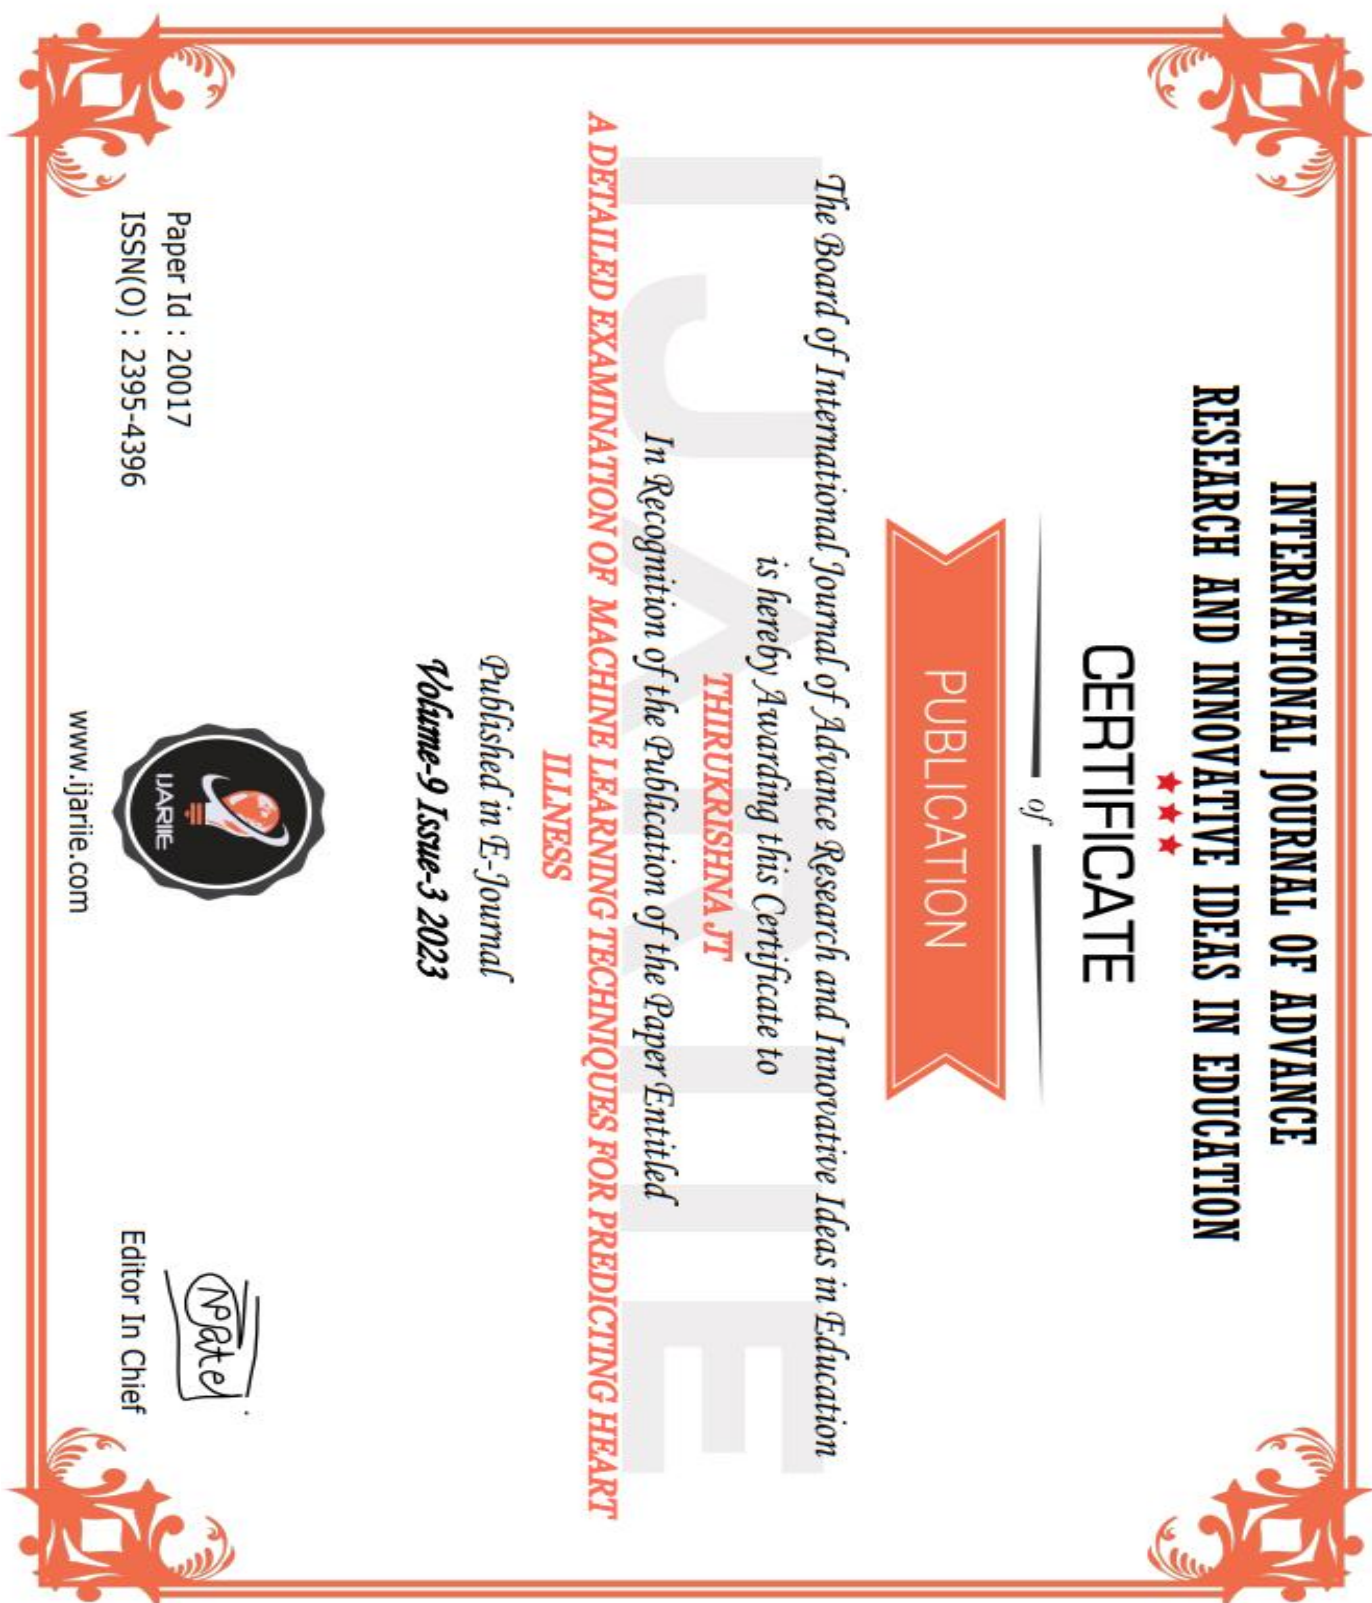 INTERNATIONAL JOURNAL OF ADVANCE
RESEARCH AND INNOVATIVE IDEAS IN EDUCATION
CERTIFICATE
of
PUBLICATION
The Board of International Journal of Advance Research and Innovative Ideas in Education
is hereby Awarding this Certificate to
THIRUKRISHNA JT
In Recognition of the Publication of the Paper Entitled
A DETAILED EXAMINATION OF MACHINE LEARNING TECHNIQUES FOR PREDICTING HEART
ILLNESS
Published in E-Journal
Volume-9 Issue-3 2023
IJARIIE
Paper Id : 20017
ISSN(O) : 2395-4396
IJARIIE
www.ijariie.com
Editor In Chief